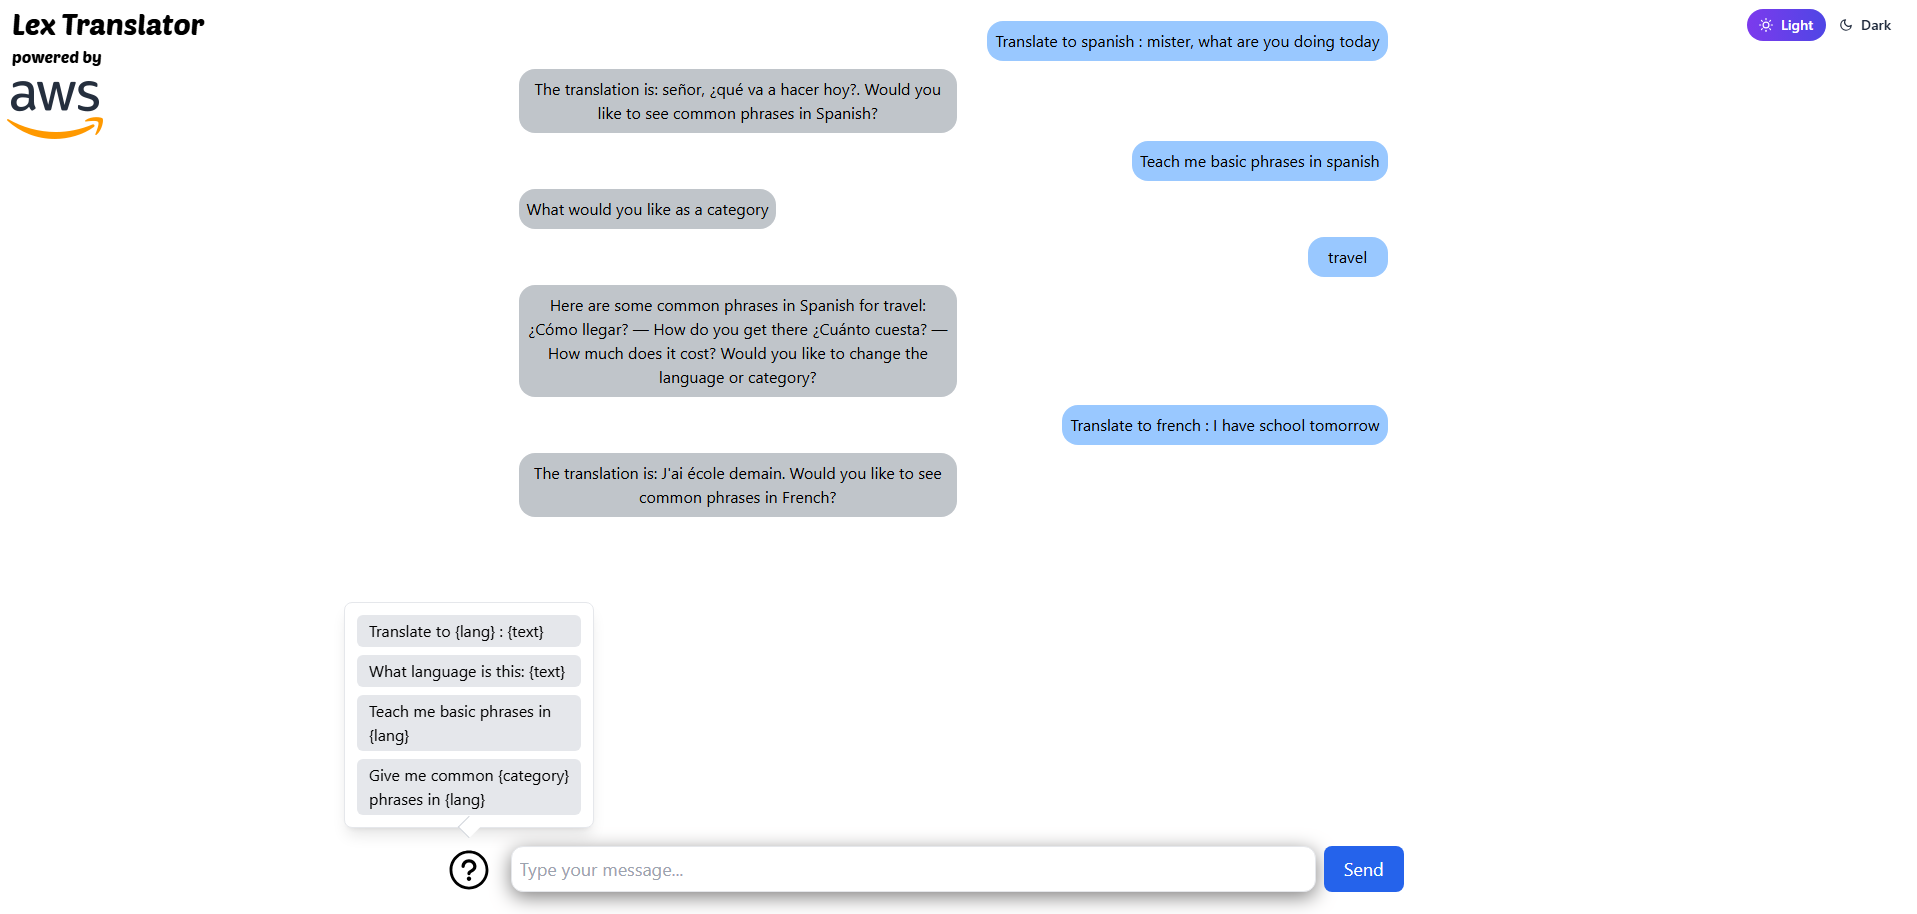 Lex Translator
powered by
aws
Light
Dark
Translate to spanish : mister, what are you doing today
The translation is: señor, ¿qué va a hacer hoy?. Would you
like to see common phrases in Spanish?
Teach me basic phrases in spanish
What would you like as a category
travel
Here are some common phrases in Spanish for travel:
¿Cómo llegar? — How do you get there ¿Cuánto cuesta? —
How much does it cost? Would you like to change the
language or category?
Translate to french : I have school tomorrow
The translation is: J'ai école demain. Would you like to see
common phrases in French?
Translate to {lang} : {text}
What language is this: {text}
Teach me basic phrases in
{lang}
Give me common {category}
phrases in {lang}
?
Type your message...
Send